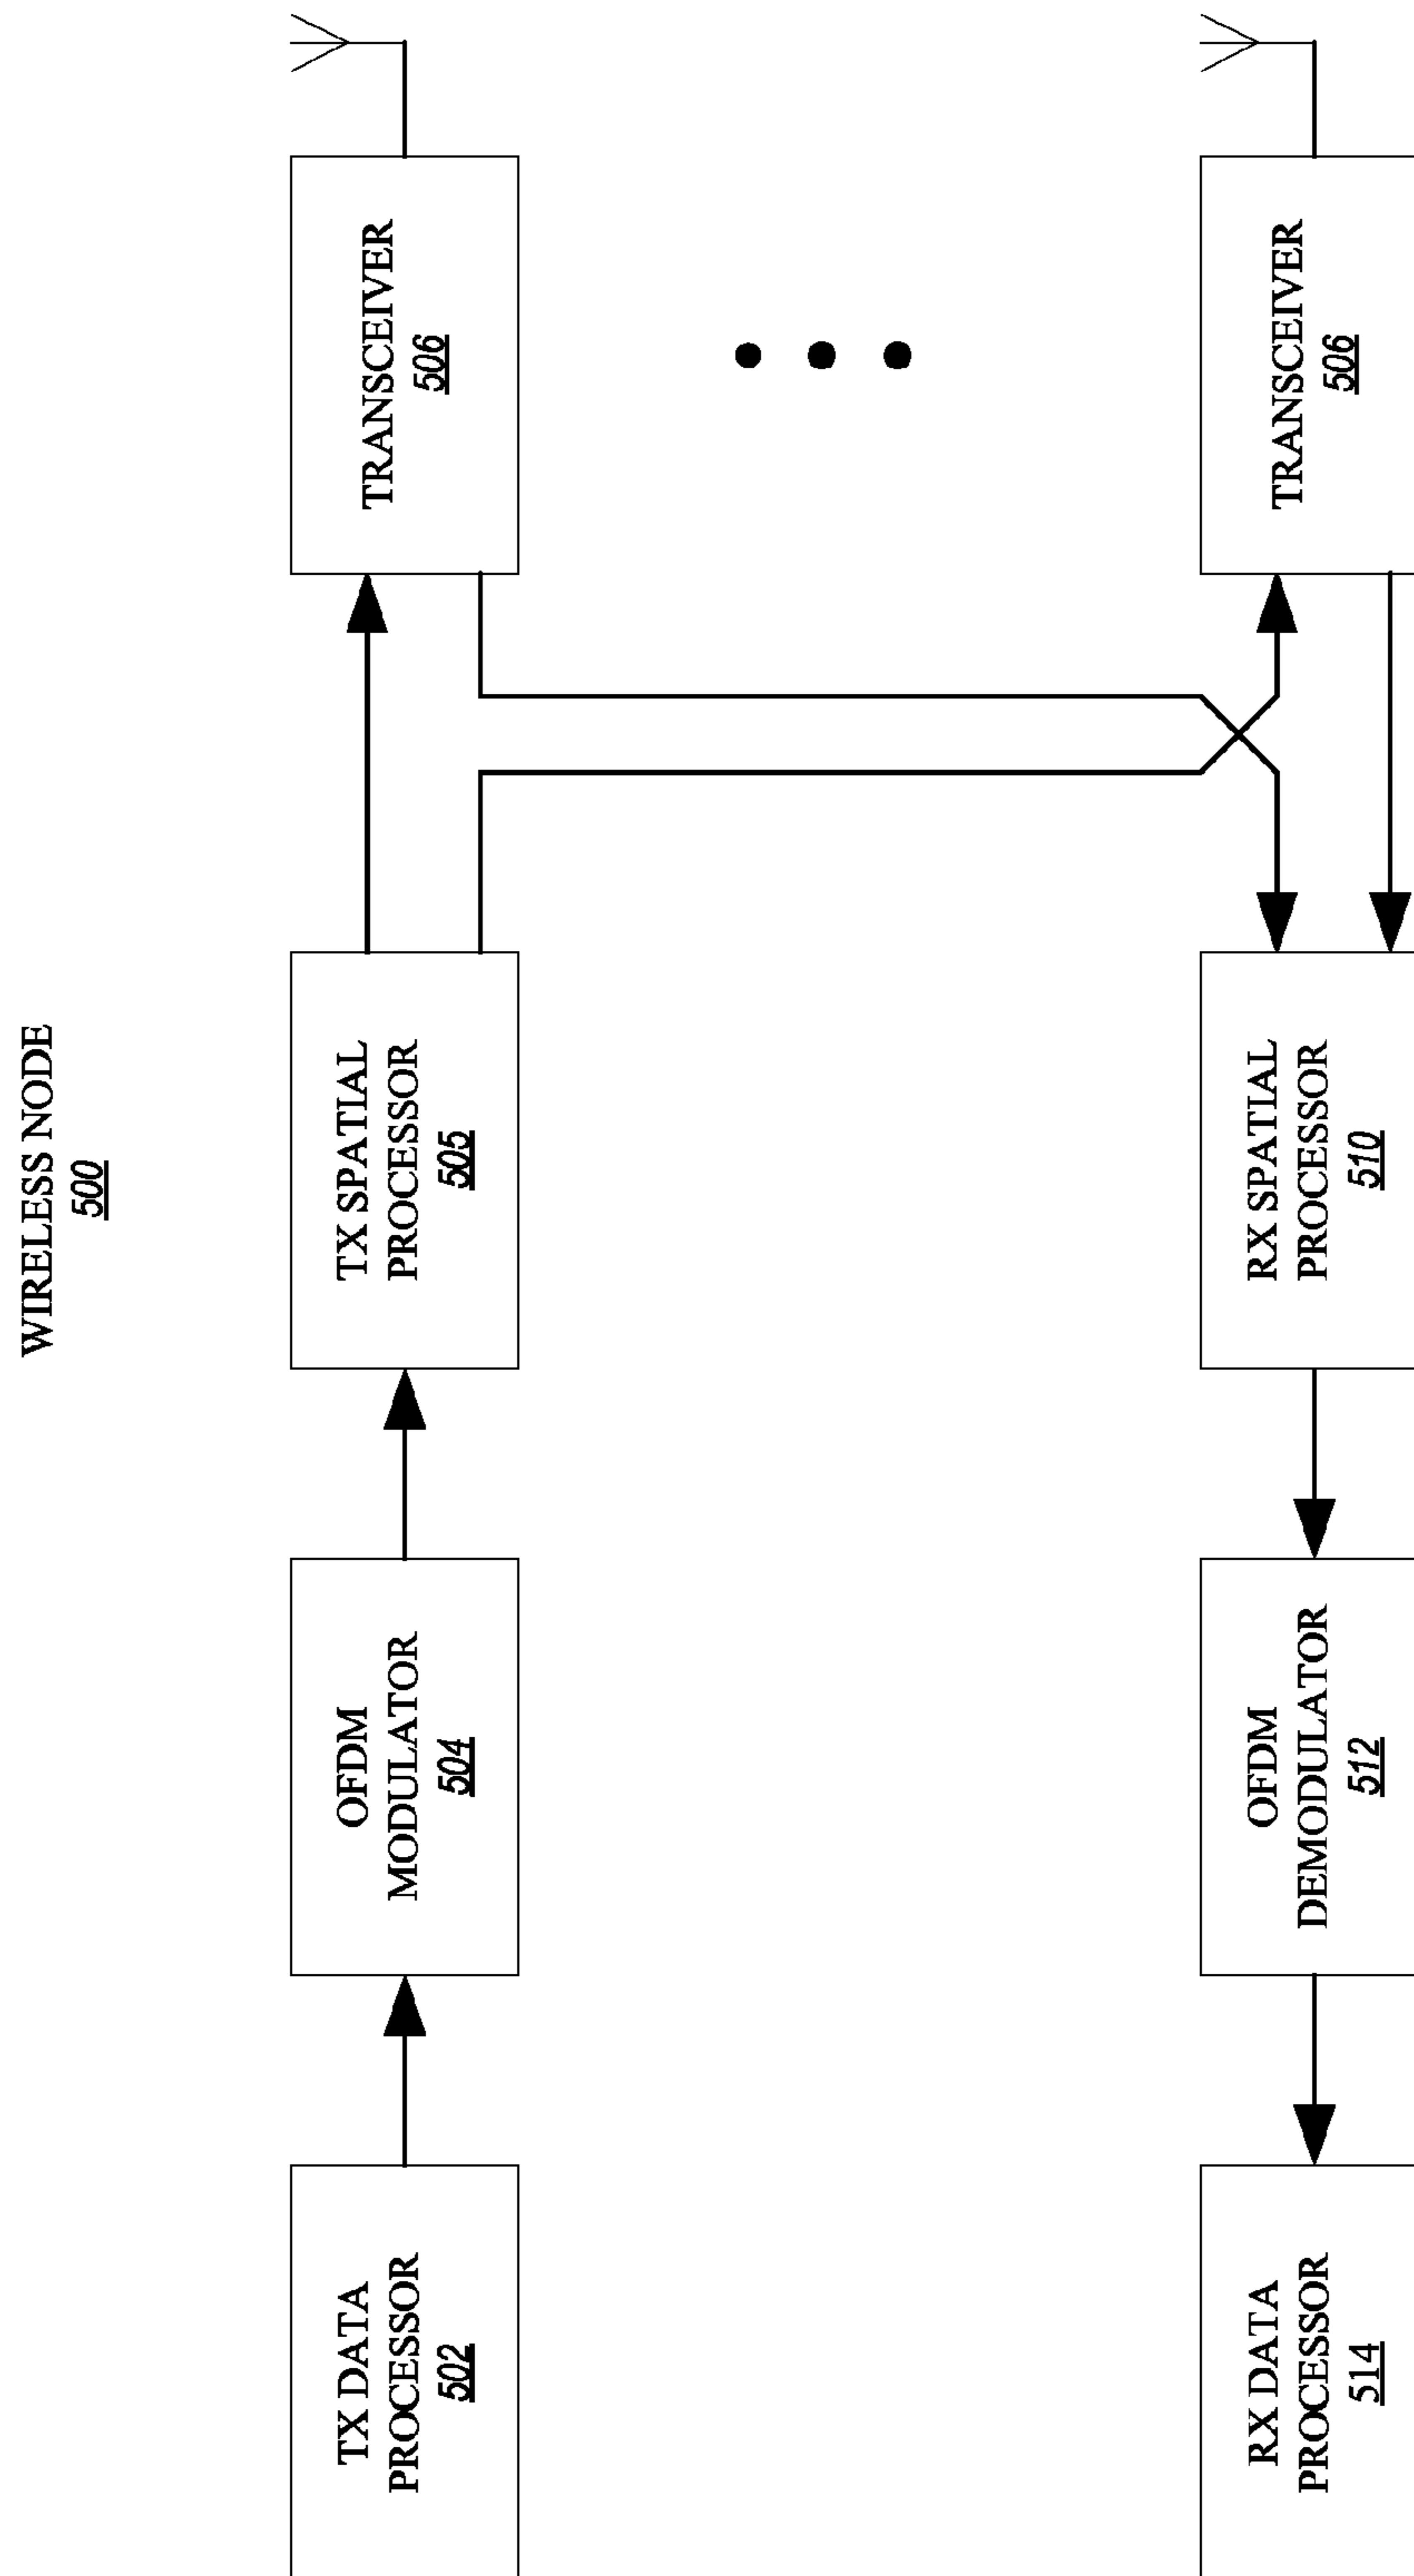 WIRELESS NODE
500
TX DATA
PROCESSOR
502
OFDM
MODULATOR
504
TX SPATIAL
PROCESSOR
505
TRANSCEIVER
506
RX DATA
PROCESSOR
514
OFDM
DEMODULATOR
512
RX SPATIAL
PROCESSOR
510
TRANSCEIVER
506